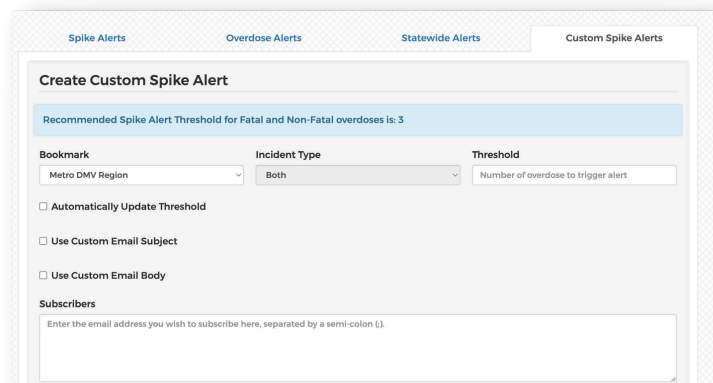 Spike Alerts Overdose Alerts Statewide Alerts Custom Spike Alerts
Create Custom Spike Alert
Recommended Spike Alert Threshold for Fatal and Non-Fatal overdoses is: 3
Bookmark Incident Type Threshold
Metro DMV Region Both Number of overdose to trigger alert
Automatically Update Threshold
Use Custom Email Subject
Use Custom Email Body
Subscribers
Enter the email address you wish to subscribe here, separated by a semi-colon (;).